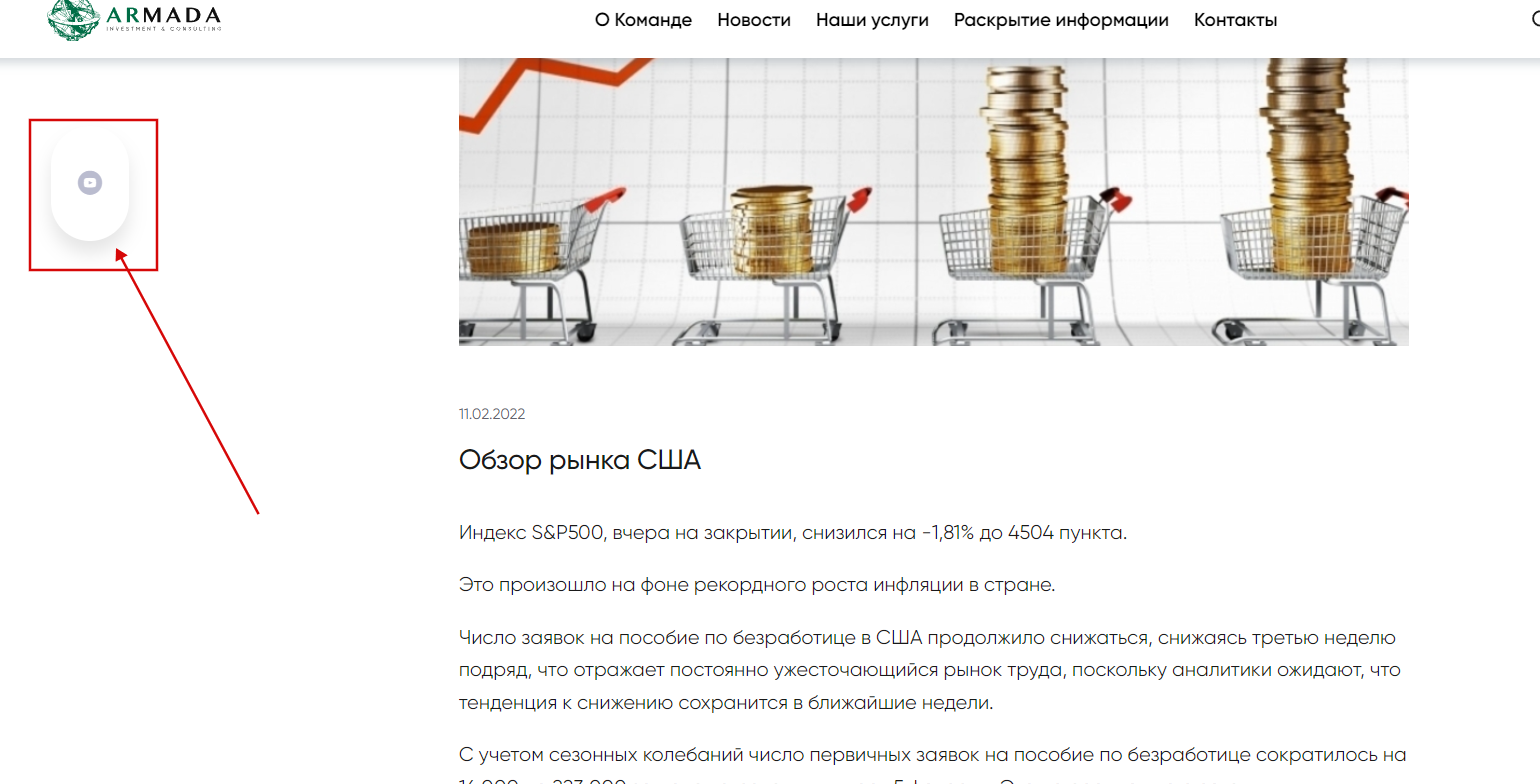 ARMADA
INVESTMENT & CONSULTING
О Команде Новости Наши услуги Раскрытие информации Контакты
11.02.2022
Обзор рынка США
Индекс S&P500, вчера на закрытии, снизился на -1,81% до 4504 пункта.
Это произошло на фоне рекордного роста инфляции в стране.
Число заявок на пособие по безработице в США продолжило снижаться, снижаясь третью неделю
подряд, что отражает постоянно ужесточающийся рынок труда, поскольку аналитики ожидают, что
тенденция к снижению сохранится в ближайшие недели.
С учетом сезонных колебаний число первичных заявок на пособие по безработице сократилось на